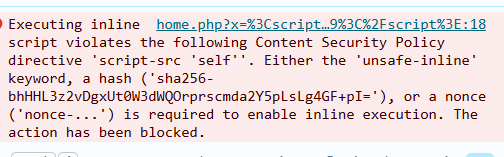 Executing inline home.php?x=%3Cscript…9%3C%2Fscript%3E:18
script violates the following Content Security Policy
directive 'script-src 'self''. Either the 'unsafe-inline'
keyword, a hash ('sha256-
bhHHL3z2vDgxUt0W3dWQOrprscmda2Y5pLsLg4GF+pI='), or a nonce
('nonce-...') is required to enable inline execution. The
action has been blocked.